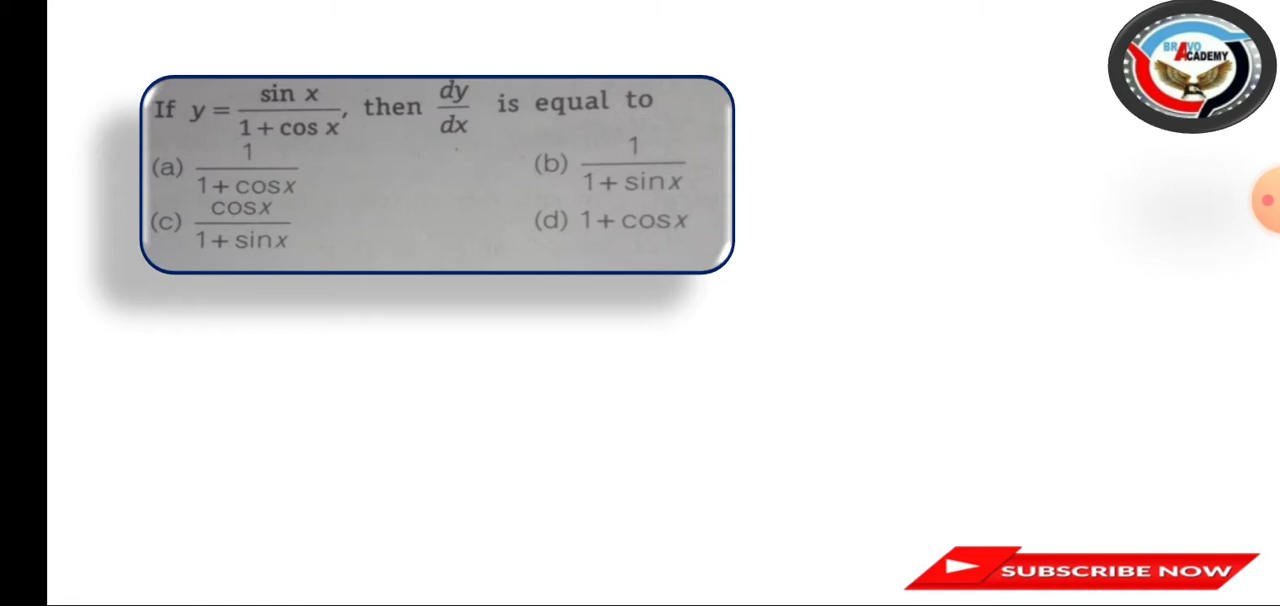 BRAVO
ACADEMY
If y = sin x / 1 + cos x, then dy/dx is equal to
(a) 1 / 1 + cos x (b) 1 / 1 + sin x
(c) cos x / 1 + sin x (d) 1 + cos x
SUBSCRIBE NOW